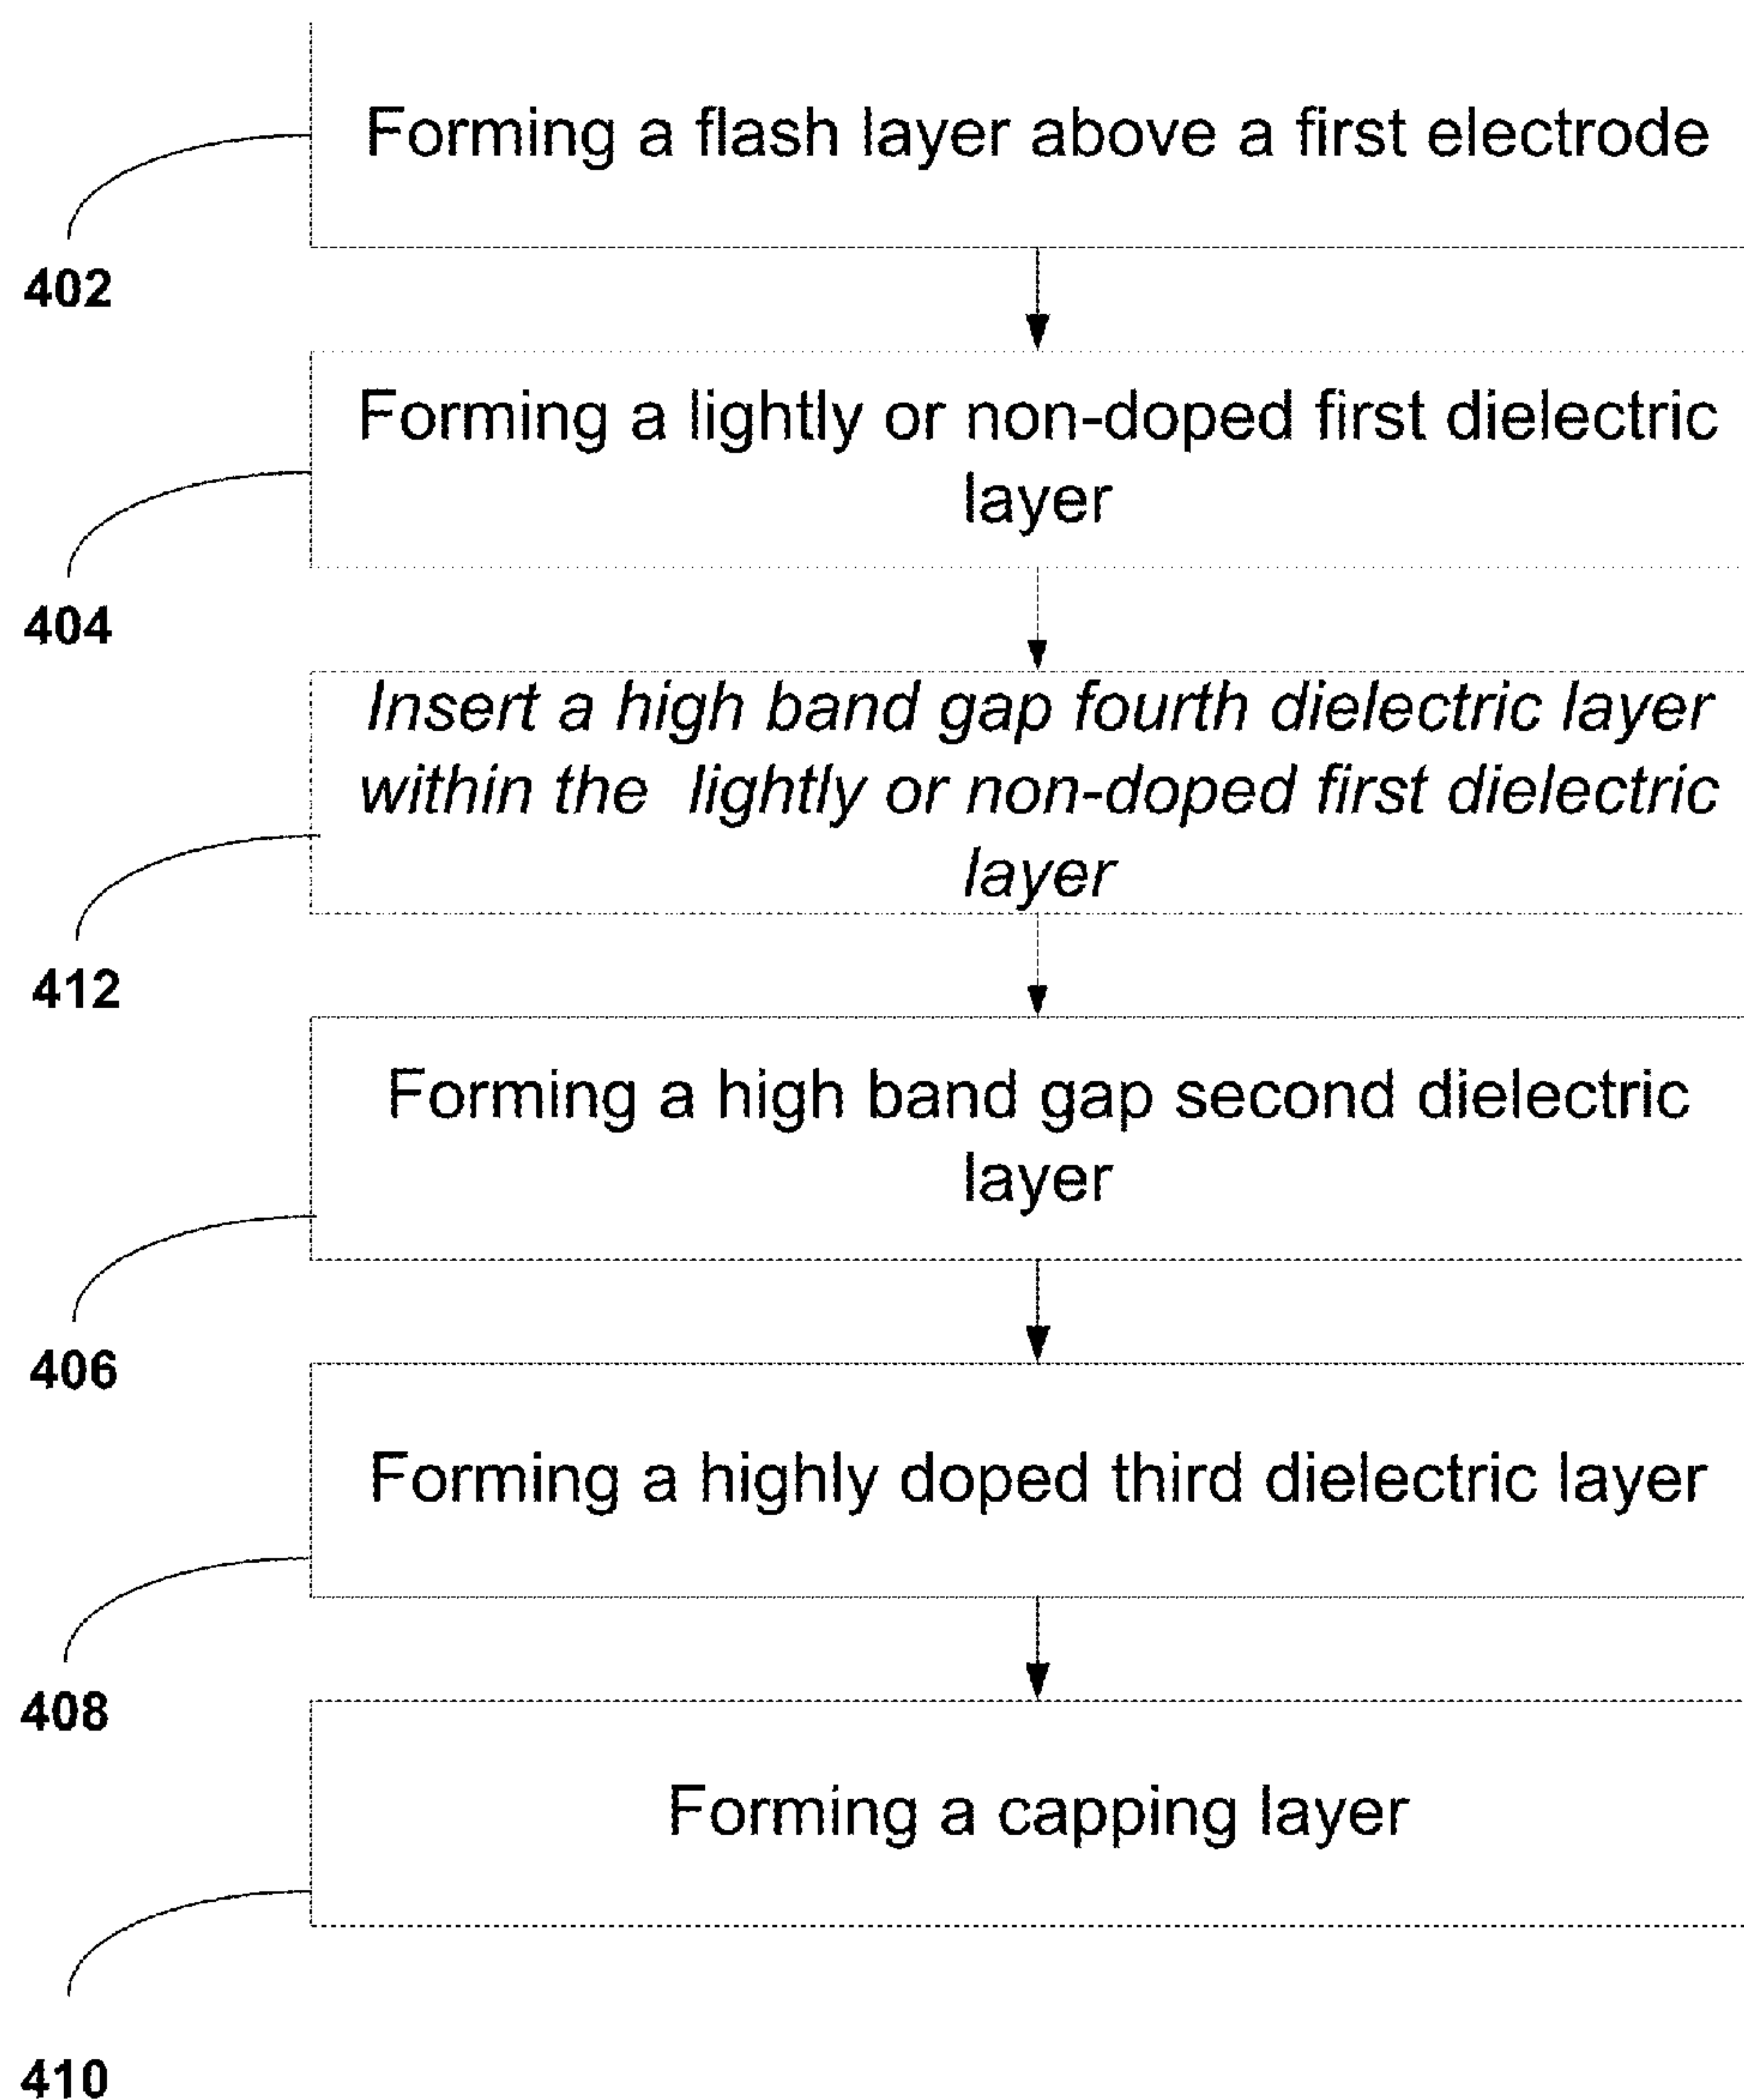 Forming a flash layer above a first electrode
402
Forming a lightly or non-doped first dielectric
layer
404
Insert a high band gap fourth dielectric layer
within the lightly or non-doped first dielectric
layer
412
Forming a high band gap second dielectric
layer
406
Forming a highly doped third dielectric layer
408
Forming a capping layer
410